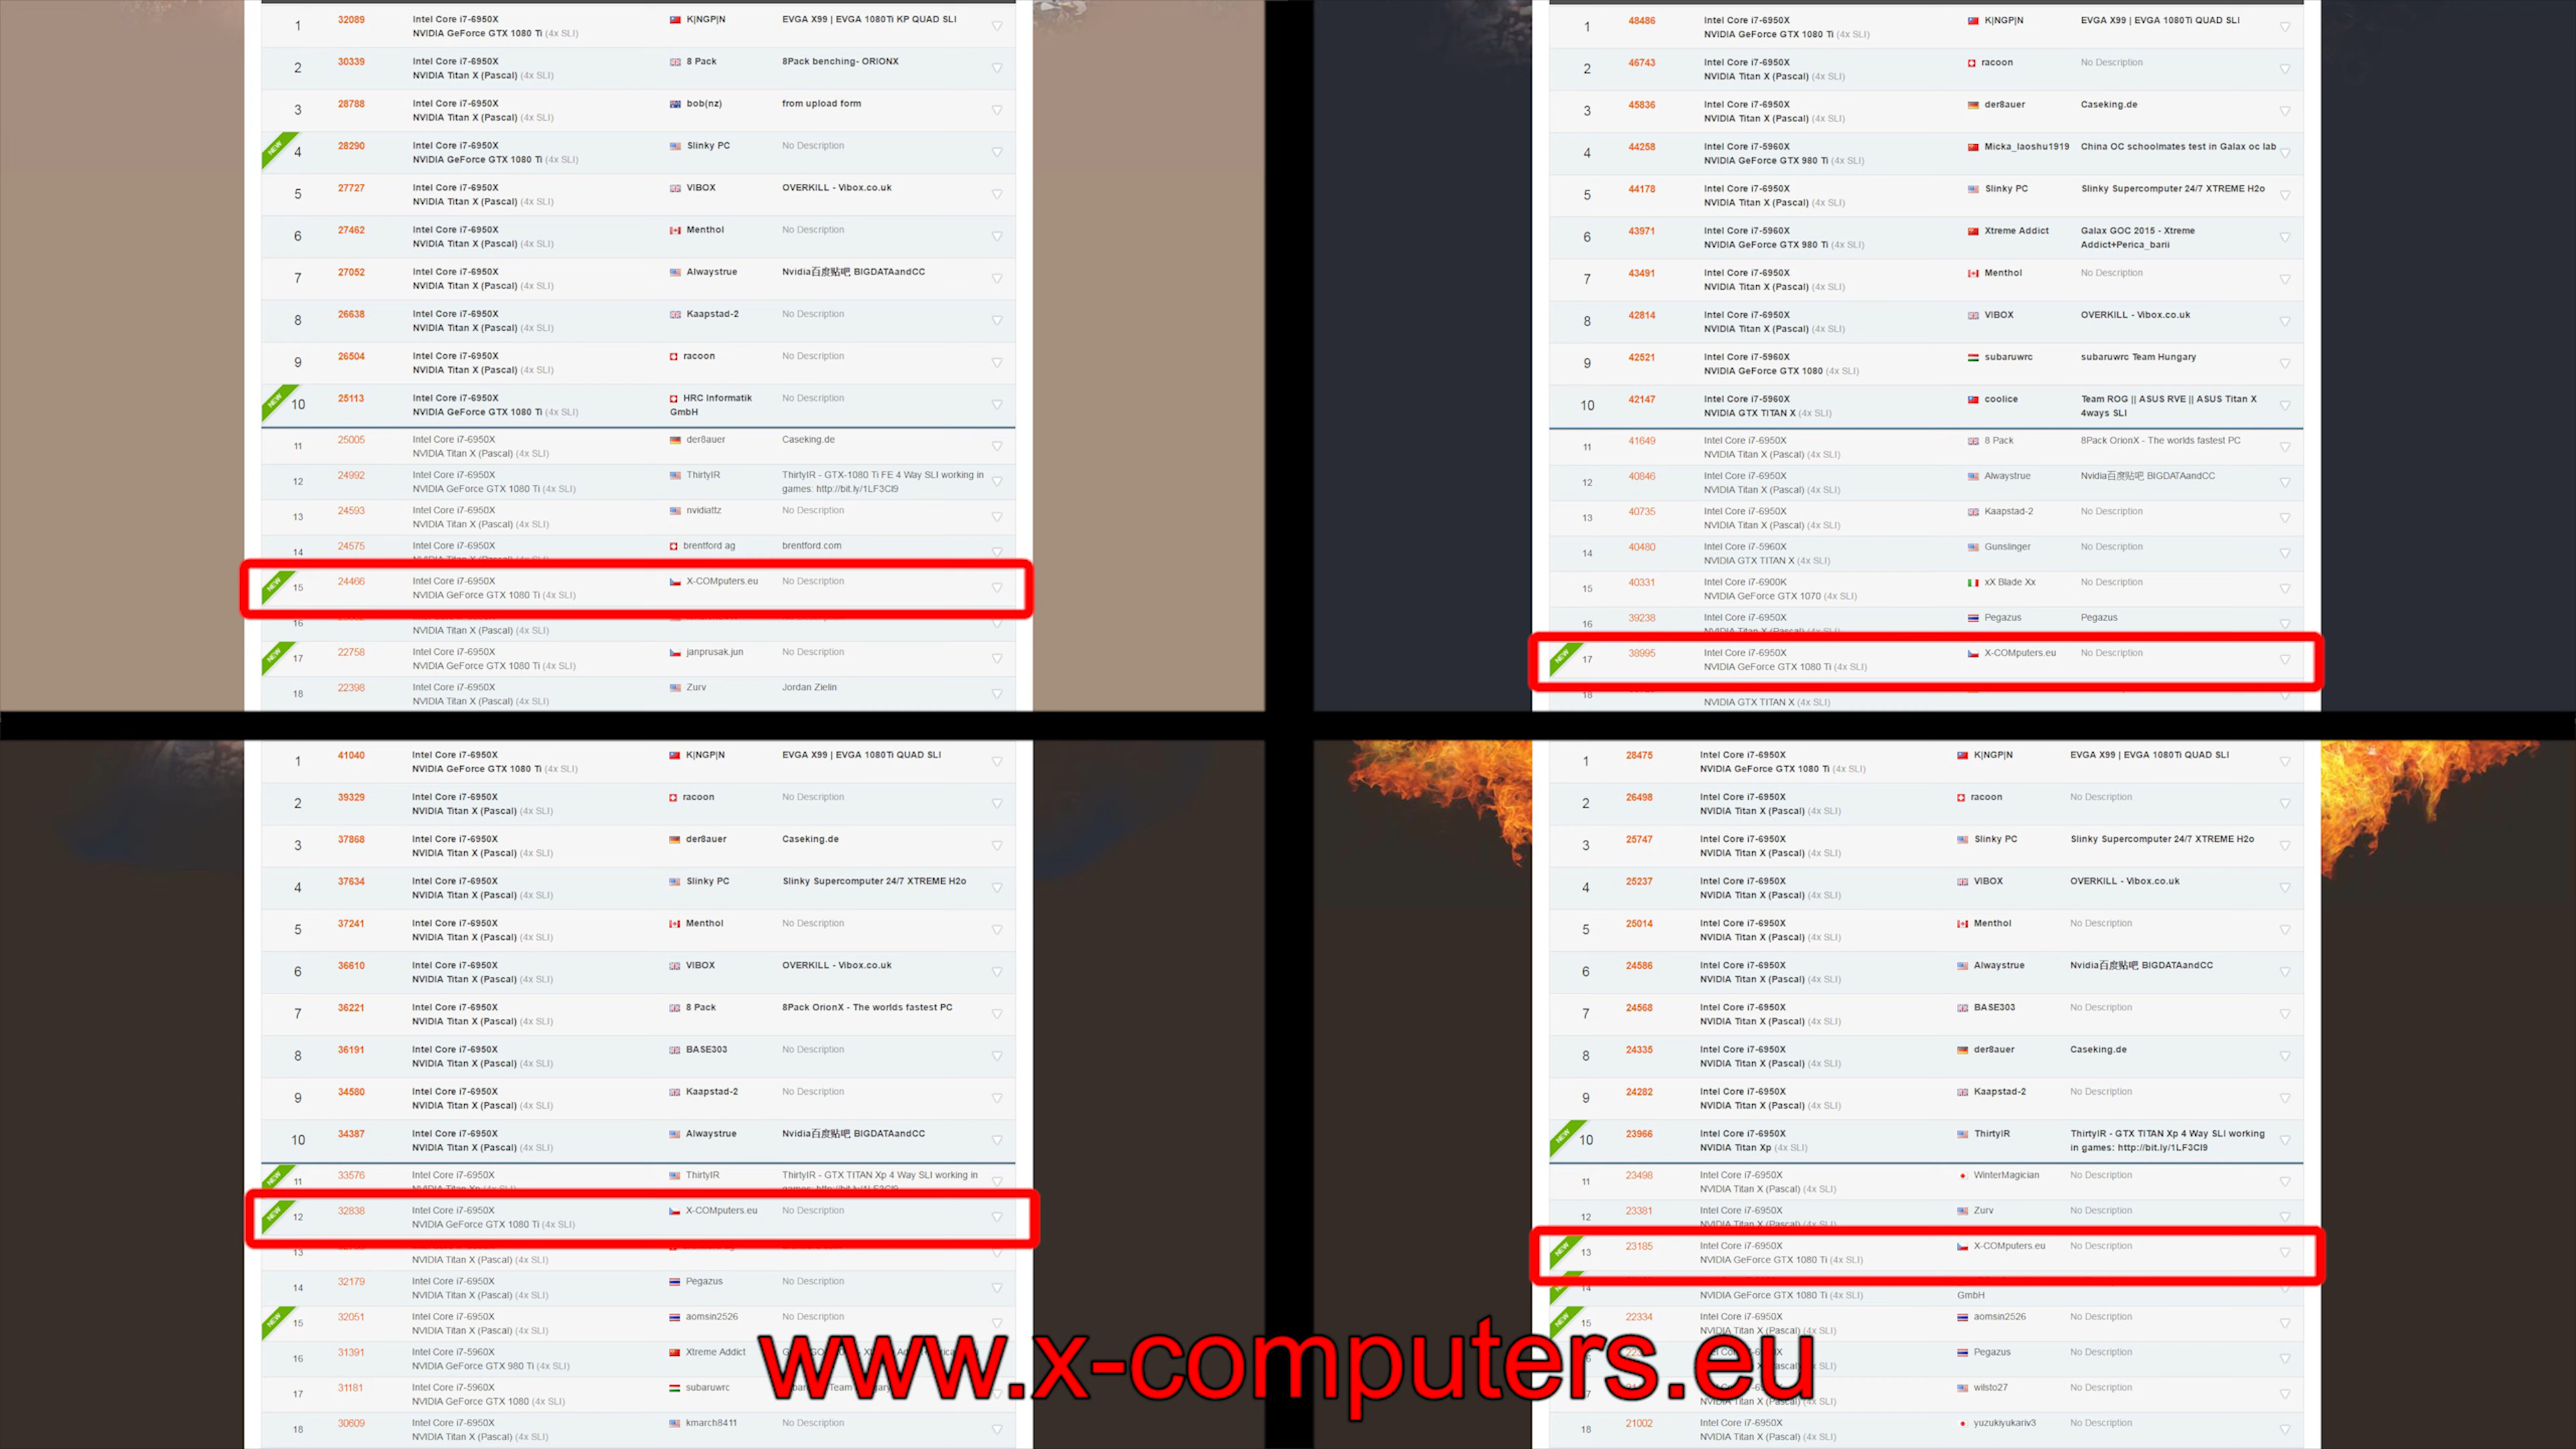 1 32089 Intel Core i7-6950X K|NGP|N EVGA X99 | EVGA 1080Ti KP QUAD SLI
NVIDIA GeForce GTX 1080 Ti (4x SLI)
2 30339 Intel Core i7-6950X 8 Pack 8Pack benching- ORIONX
NVIDIA Titan X (Pascal) (4x SLI)
3 28788 Intel Core i7-6950X bob(nz) from upload form
NVIDIA Titan X (Pascal) (4x SLI)
NEW 4 28290 Intel Core i7-6950X Slinky PC No Description
NVIDIA GeForce GTX 1080 Ti (4x SLI)
5 27727 Intel Core i7-6950X VIBOX OVERKILL - Vibox.co.uk
NVIDIA Titan X (Pascal) (4x SLI)
6 27462 Intel Core i7-6950X Menthol No Description
NVIDIA Titan X (Pascal) (4x SLI)
7 27052 Intel Core i7-6950X Alwaystrue Nvidia百度贴吧 BIGDATAandCC
NVIDIA Titan X (Pascal) (4x SLI)
8 26638 Intel Core i7-6950X Kaapstad-2 No Description
NVIDIA Titan X (Pascal) (4x SLI)
9 26504 Intel Core i7-6950X racoon No Description
NVIDIA Titan X (Pascal) (4x SLI)
NEW 10 25113 Intel Core i7-6950X HRC Informatik No Description
NVIDIA GeForce GTX 1080 Ti (4x SLI) GmbH
11 25005 Intel Core i7-6950X der8auer Caseking.de
NVIDIA Titan X (Pascal) (4x SLI)
12 24992 Intel Core i7-6950X ThirtyIR ThirtyIR - GTX-1080 Ti FE 4 Way SLI working in
NVIDIA GeForce GTX 1080 Ti (4x SLI) games: http://bit.ly/1LF3CI9
13 24593 Intel Core i7-6950X nvidiattz No Description
NVIDIA Titan X (Pascal) (4x SLI)
14 24575 Intel Core i7-6950X brentford ag brentford.com
NEW 15 24466 Intel Core i7-6950X X-COMputers.eu No Description
NVIDIA GeForce GTX 1080 Ti (4x SLI)
16
NVIDIA Titan X (Pascal) (4x SLI)
NEW 17 22758 Intel Core i7-6950X janprusak.jun No Description
NVIDIA GeForce GTX 1080 Ti (4x SLI)
18 22398 Intel Core i7-6950X Zurv Jordan Zielin
NVIDIA Titan X (Pascal) (4x SLI)
1 48486 Intel Core i7-6950X K|NGP|N EVGA X99 | EVGA 1080Ti QUAD SLI
NVIDIA GeForce GTX 1080 Ti (4x SLI)
2 46743 Intel Core i7-6950X racoon No Description
NVIDIA Titan X (Pascal) (4x SLI)
3 45836 Intel Core i7-6950X der8auer Caseking.de
NVIDIA Titan X (Pascal) (4x SLI)
4 44258 Intel Core i7-5960X Micka_laoshu1919 China OC schoolmates test in Galax oc lab
NVIDIA GeForce GTX 980 Ti (4x SLI)
5 44178 Intel Core i7-6950X Slinky PC Slinky Supercomputer 24/7 XTREME H2o
NVIDIA Titan X (Pascal) (4x SLI)
6 43971 Intel Core i7-5960X Xtreme Addict Galax GOC 2015 - Xtreme
NVIDIA GeForce GTX 980 Ti (4x SLI) Addict+Perica_barii
7 43491 Intel Core i7-6950X Menthol No Description
NVIDIA Titan X (Pascal) (4x SLI)
8 42814 Intel Core i7-6950X VIBOX OVERKILL - Vibox.co.uk
NVIDIA Titan X (Pascal) (4x SLI)
9 42521 Intel Core i7-5960X subaruwrc subaruwrc Team Hungary
NVIDIA GeForce GTX 1080 (4x SLI)
10 42147 Intel Core i7-5960X coolice Team ROG || ASUS RVE || ASUS Titan X
NVIDIA GTX TITAN X (4x SLI) 4ways SLI
11 41649 Intel Core i7-6950X 8 Pack 8Pack OrionX - The worlds fastest PC
NVIDIA Titan X (Pascal) (4x SLI)
12 40846 Intel Core i7-6950X Alwaystrue Nvidia百度贴吧 BIGDATAandCC
NVIDIA Titan X (Pascal) (4x SLI)
13 40735 Intel Core i7-6950X Kaapstad-2 No Description
NVIDIA Titan X (Pascal) (4x SLI)
14 40480 Intel Core i7-5960X Gunslinger No Description
NVIDIA GTX TITAN X (4x SLI)
15 40331 Intel Core i7-6900K xX Blade Xx No Description
NVIDIA GeForce GTX 1070 (4x SLI)
16 39238 Intel Core i7-6950X Pegazus Pegazus
NVIDIA Titan X (Pascal) (4x SLI)
NEW 17 38995 Intel Core i7-6950X X-COMputers.eu No Description
NVIDIA GeForce GTX 1080 Ti (4x SLI)
18
NVIDIA GTX TITAN X (4x SLI)
1 41040 Intel Core i7-6950X K|NGP|N EVGA X99 | EVGA 1080Ti QUAD SLI
NVIDIA GeForce GTX 1080 Ti (4x SLI)
2 39329 Intel Core i7-6950X racoon No Description
NVIDIA Titan X (Pascal) (4x SLI)
3 37868 Intel Core i7-6950X der8auer Caseking.de
NVIDIA Titan X (Pascal) (4x SLI)
4 37634 Intel Core i7-6950X Slinky PC Slinky Supercomputer 24/7 XTREME H2o
NVIDIA Titan X (Pascal) (4x SLI)
5 37241 Intel Core i7-6950X Menthol No Description
NVIDIA Titan X (Pascal) (4x SLI)
6 36610 Intel Core i7-6950X VIBOX OVERKILL - Vibox.co.uk
NVIDIA Titan X (Pascal) (4x SLI)
7 36221 Intel Core i7-6950X 8 Pack 8Pack OrionX - The worlds fastest PC
NVIDIA Titan X (Pascal) (4x SLI)
8 36191 Intel Core i7-6950X BASE303 No Description
NVIDIA Titan X (Pascal) (4x SLI)
9 34580 Intel Core i7-6950X Kaapstad-2 No Description
NVIDIA Titan X (Pascal) (4x SLI)
10 34387 Intel Core i7-6950X Alwaystrue Nvidia百度贴吧 BIGDATAandCC
NVIDIA Titan X (Pascal) (4x SLI)
NEW 11 33576 Intel Core i7-6950X ThirtyIR ThirtyIR - GTX TITAN Xp 4 Way SLI working in
NVIDIA Titan Xp (4x SLI) games: http://bit.ly/1LF3CI9
NEW 12 32838 Intel Core i7-6950X X-COMputers.eu No Description
NVIDIA GeForce GTX 1080 Ti (4x SLI)
13
NVIDIA Titan X (Pascal) (4x SLI)
14 32179 Intel Core i7-6950X Pegazus No Description
NVIDIA Titan X (Pascal) (4x SLI)
NEW 15 32051 Intel Core i7-6950X aomsin2526 No Description
NVIDIA Titan X (Pascal) (4x SLI)
16 31391 Intel Core i7-5960X Xtreme Addict
NVIDIA GeForce GTX 980 Ti (4x SLI)
17 31181 Intel Core i7-5960X subaruwrc
NVIDIA GeForce GTX 1080 (4x SLI)
18 30609 Intel Core i7-6950X kmarch8411 No Description
NVIDIA Titan X (Pascal) (4x SLI)
1 28475 Intel Core i7-6950X K|NGP|N EVGA X99 | EVGA 1080Ti QUAD SLI
NVIDIA GeForce GTX 1080 Ti (4x SLI)
2 26498 Intel Core i7-6950X racoon No Description
NVIDIA Titan X (Pascal) (4x SLI)
3 25747 Intel Core i7-6950X Slinky PC Slinky Supercomputer 24/7 XTREME H2o
NVIDIA Titan X (Pascal) (4x SLI)
4 25237 Intel Core i7-6950X VIBOX OVERKILL - Vibox.co.uk
NVIDIA Titan X (Pascal) (4x SLI)
5 25014 Intel Core i7-6950X Menthol No Description
NVIDIA Titan X (Pascal) (4x SLI)
6 24586 Intel Core i7-6950X Alwaystrue Nvidia百度贴吧 BIGDATAandCC
NVIDIA Titan X (Pascal) (4x SLI)
7 24568 Intel Core i7-6950X BASE303 No Description
NVIDIA Titan X (Pascal) (4x SLI)
8 24335 Intel Core i7-6950X der8auer Caseking.de
NVIDIA Titan X (Pascal) (4x SLI)
9 24282 Intel Core i7-6950X Kaapstad-2 No Description
NVIDIA Titan X (Pascal) (4x SLI)
NEW 10 23966 Intel Core i7-6950X ThirtyIR ThirtyIR - GTX TITAN Xp 4 Way SLI working
NVIDIA Titan Xp (4x SLI) in games: http://bit.ly/1LF3CI9
11 23498 Intel Core i7-6950X WinterMagician No Description
NVIDIA Titan X (Pascal) (4x SLI)
12 23381 Intel Core i7-6950X Zurv No Description
NVIDIA Titan X (Pascal) (4x SLI)
NEW 13 23185 Intel Core i7-6950X X-COMputers.eu No Description
NVIDIA GeForce GTX 1080 Ti (4x SLI)
14
NVIDIA GeForce GTX 1080 Ti (4x SLI) GmbH
NEW 15 22334 Intel Core i7-6950X aomsin2526 No Description
NVIDIA Titan X (Pascal) (4x SLI)
Pegazus No Description
wilsto27 No Description
NVIDIA Titan X (Pascal) (4x SLI)
18 21002 Intel Core i7-6950X yuzukiyukariv3 No Description
NVIDIA Titan X (Pascal) (4x SLI)
www.x-computers.eu